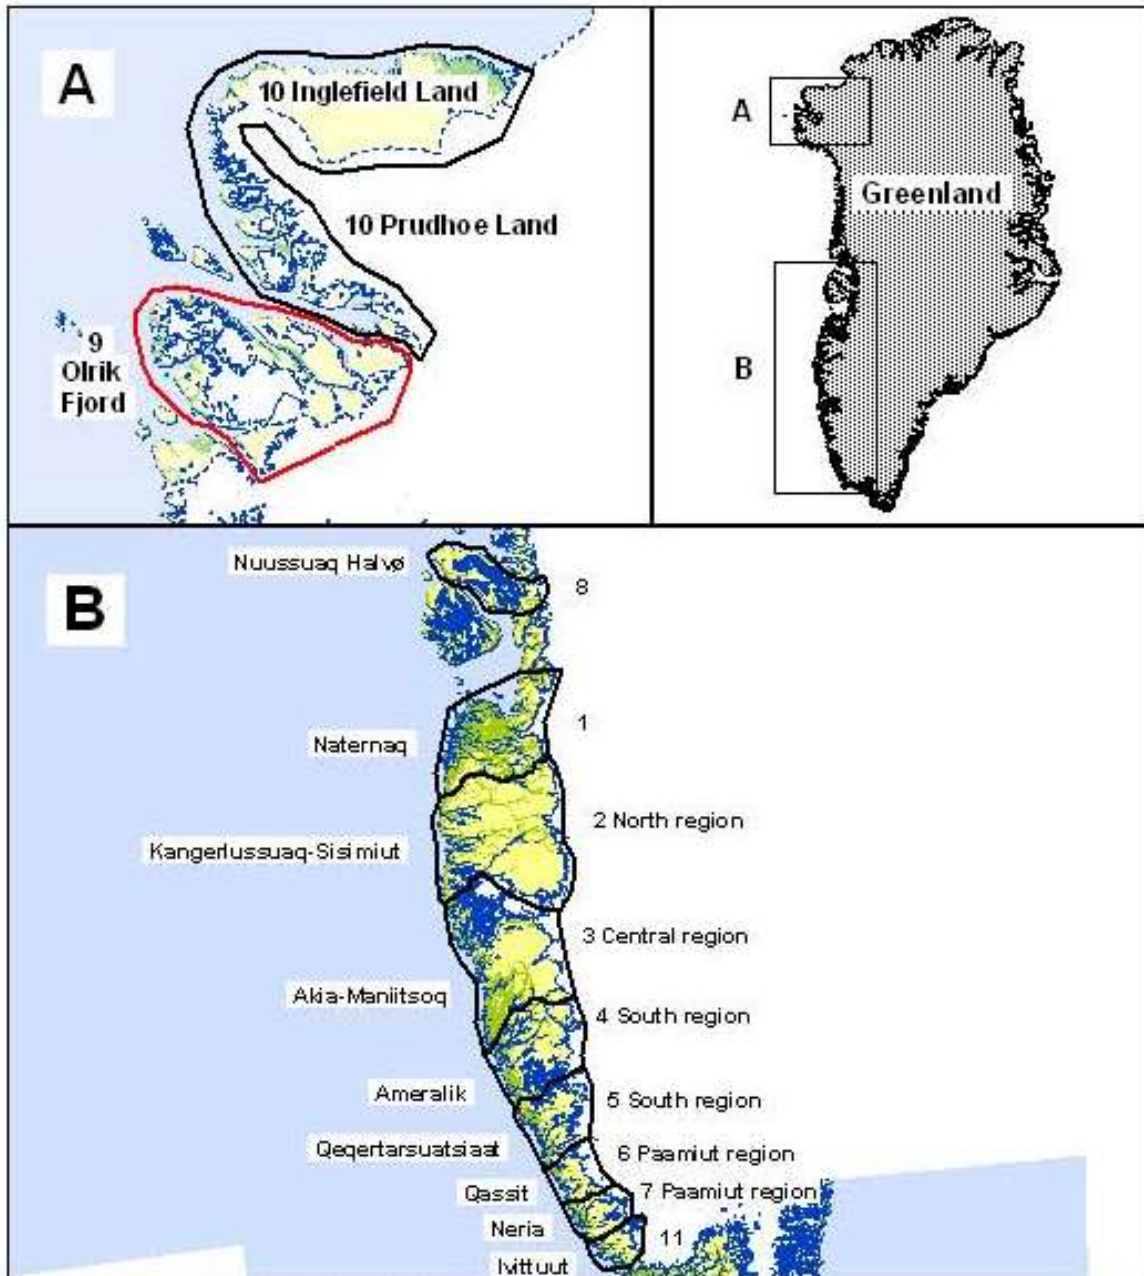 A
10 Inglefield Land
10 Prudhoe Land
9
Olrik
Fjord
A
Greenland
B
B
Nuussuaq Halvø
8
1
Naternaq
2 North region
Kangerlussuaq-Sisimiut
3 Central region
Akia-Maniitsoq
4 South region
Ameralik
5 South region
Qeqertarsuatsiaat
6 Paamiut region
Qassit
7 Paamiut region
Neria
11
Ivittuut